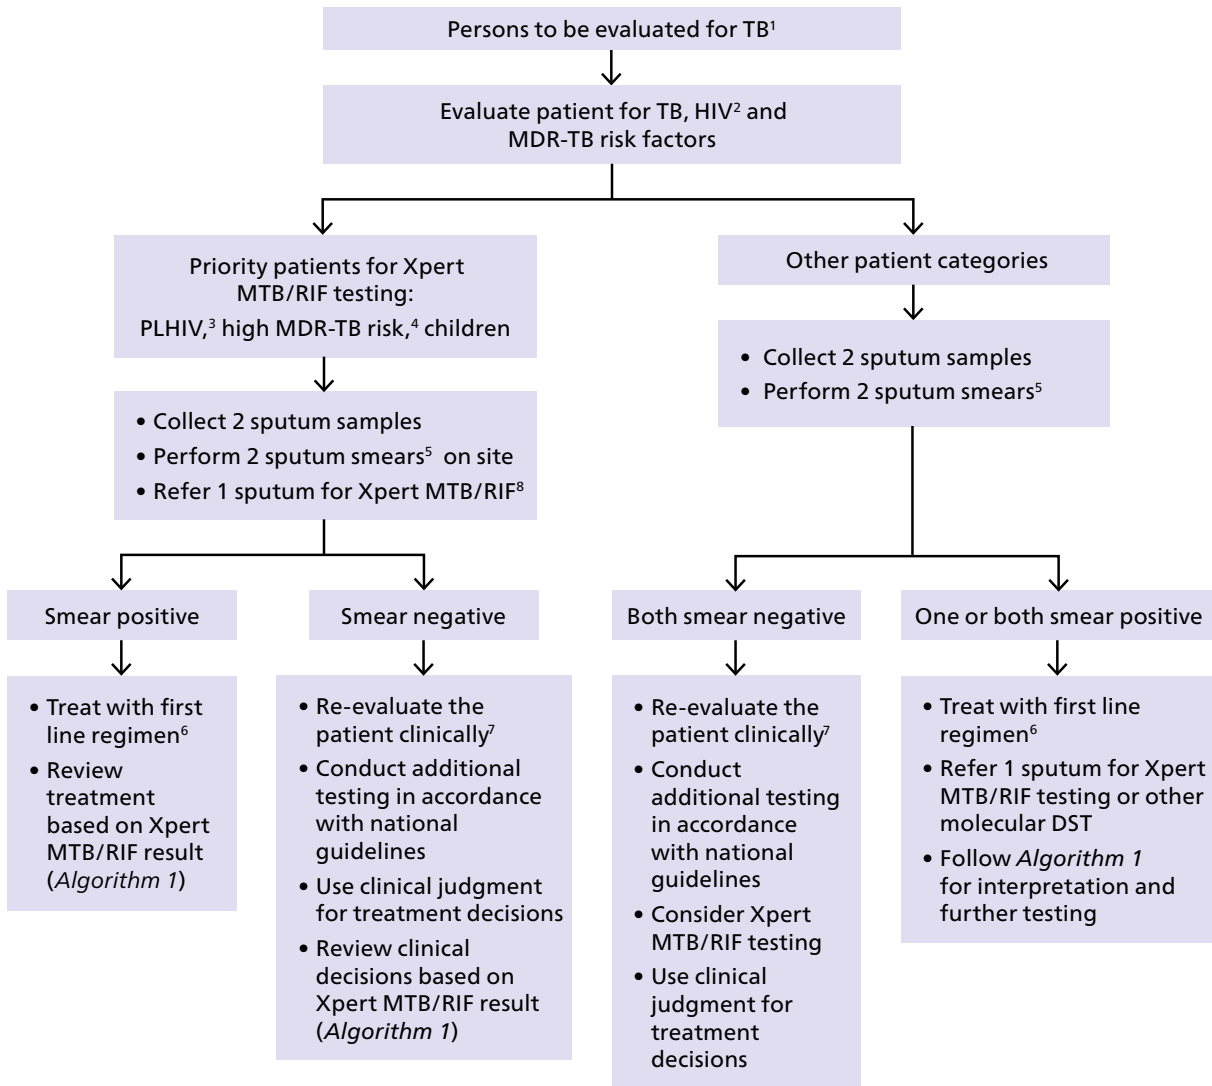 Persons to be evaluated for TB¹
Evaluate patient for TB, HIV² and
MDR-TB risk factors
Priority patients for Xpert
MTB/RIF testing:
PLHIV,³ high MDR-TB risk,⁴ children
• Collect 2 sputum samples
• Perform 2 sputum smears⁵ on site
• Refer 1 sputum for Xpert MTB/RIF⁸
Smear positive
• Treat with first
line regimen⁶
• Review
treatment
based on Xpert
MTB/RIF result
(Algorithm 1)
Smear negative
• Re-evaluate the
patient clinically⁷
• Conduct additional
testing in accordance
with national
guidelines
• Use clinical judgment
for treatment decisions
• Review clinical
decisions based on
Xpert MTB/RIF result
(Algorithm 1)
Other patient categories
• Collect 2 sputum samples
• Perform 2 sputum smears⁵
Both smear negative
• Re-evaluate the
patient clinically⁷
• Conduct
additional testing
in accordance
with national
guidelines
• Consider Xpert
MTB/RIF testing
• Use clinical
judgment for
treatment
decisions
One or both smear positive
• Treat with first line
regimen⁶
• Refer 1 sputum for Xpert
MTB/RIF testing or other
molecular DST
• Follow Algorithm 1
for interpretation and
further testing